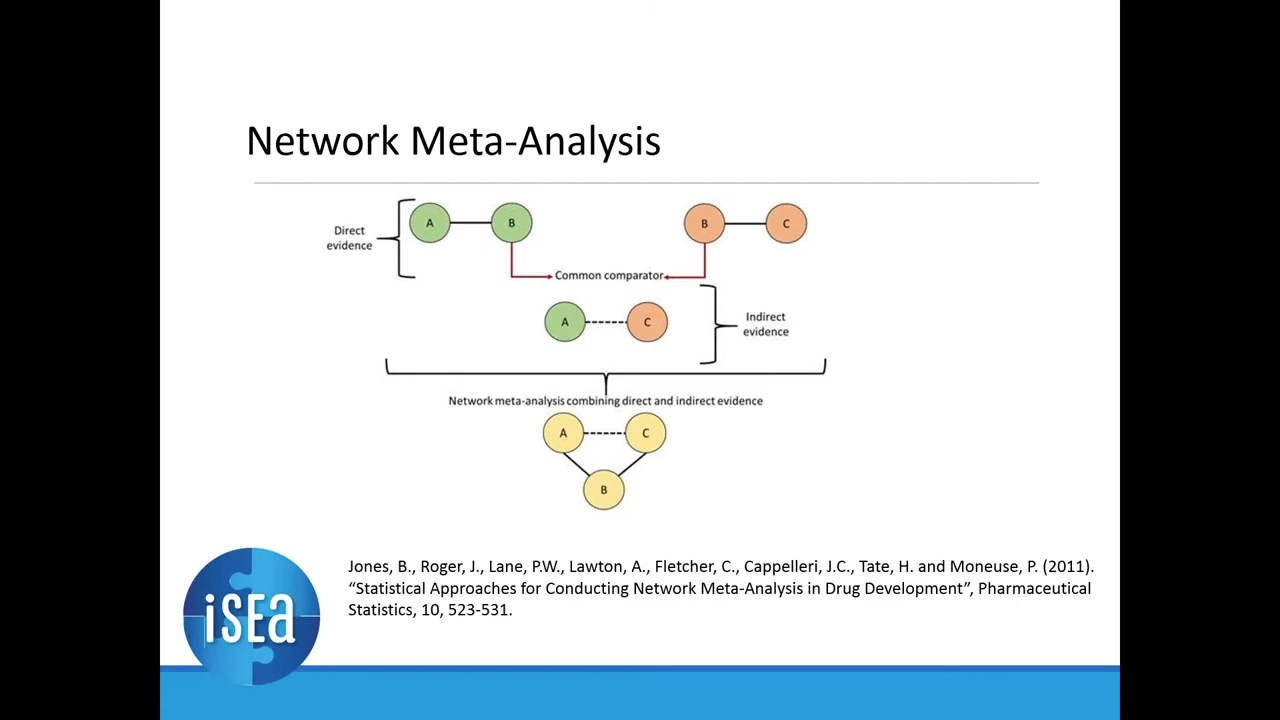 Network Meta-Analysis
Direct
evidence
A
B
B
C
Common comparator
A
C
Indirect
evidence
Network meta-analysis combining direct and indirect evidence
A
C
B
Jones, B., Roger, J., Lane, P.W., Lawton, A., Fletcher, C., Cappelleri, J.C., Tate, H. and Moneuse, P. (2011).
“Statistical Approaches for Conducting Network Meta-Analysis in Drug Development”, Pharmaceutical
Statistics, 10, 523-531.
iSEa